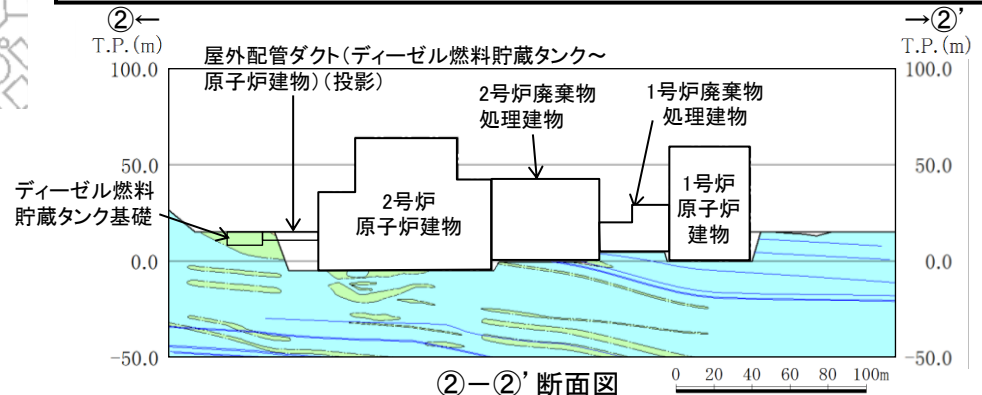 ②←
→②’
T.P.(m)
T.P.(m)
屋外配管ダクト(ディーゼル燃料貯蔵タンク～
原子炉建物)(投影)
100.0
100.0
2号炉廃棄物
処理建物
1号炉廃棄物
処理建物
50.0
50.0
ディーゼル燃料
貯蔵タンク基礎
2号炉
原子炉建物
1号炉
原子炉
建物
0.0
0.0
-50.0
-50.0
②－②’断面図
0 20 40 60 80 100m